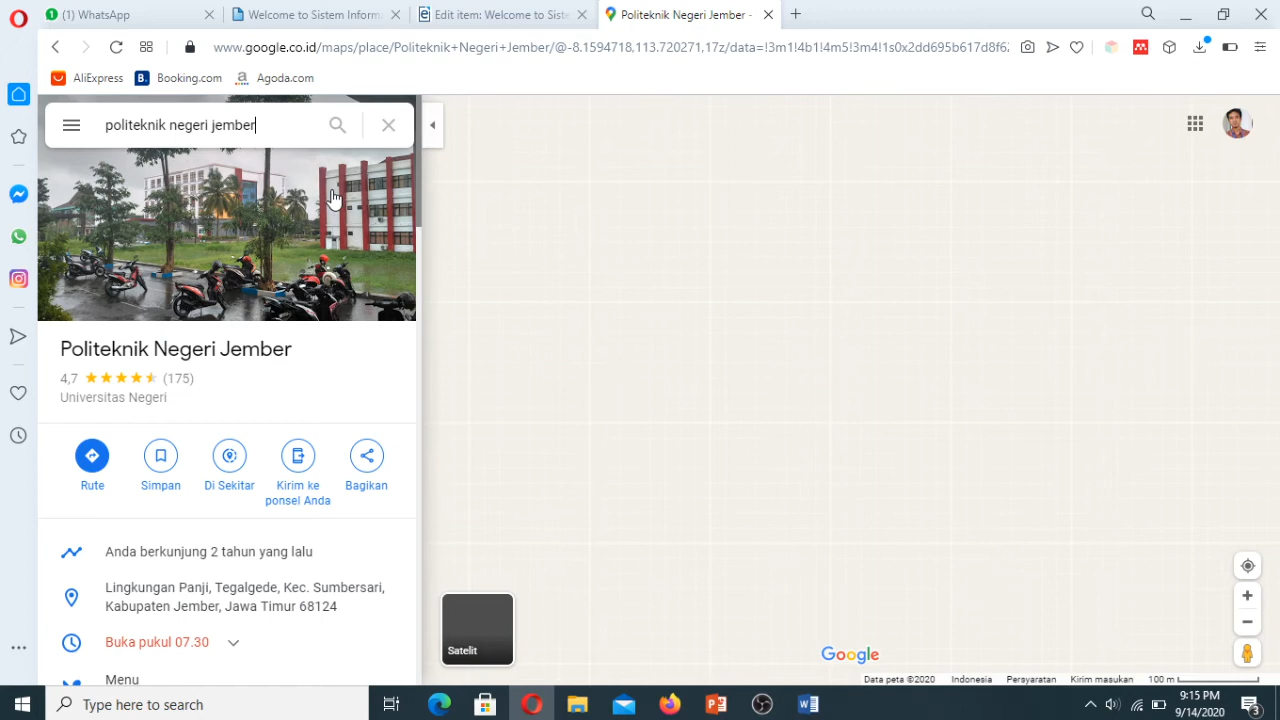 (1) WhatsApp
Welcome to Sistem Inform
Edit item: Welcome to Siste
Politeknik Negeri Jember -
www.google.co.id/maps/place/Politeknik+Negeri+Jember/@-8.1594718,113.720271,17z/data=!3m1!4b1!4m5!3m4!1s0x2dd695b617d8f6
AliExpress
B. Booking.com
a Agoda.com
politeknik negeri jember
Politeknik Negeri Jember
4,7 (175)
Universitas Negeri
Rute
Simpan
Di Sekitar
Kirim ke
ponsel Anda
Bagikan
Anda berkunjung 2 tahun yang lalu
Lingkungan Panji, Tegalgede, Kec. Sumbersari,
Kabupaten Jember, Jawa Timur 68124
Buka pukul 07.30
Menu
Satelit
Google
Data peta ©2020 Indonesia Persyaratan Kirim masukan 100 m
Type here to search
9:15 PM
9/14/2020
3